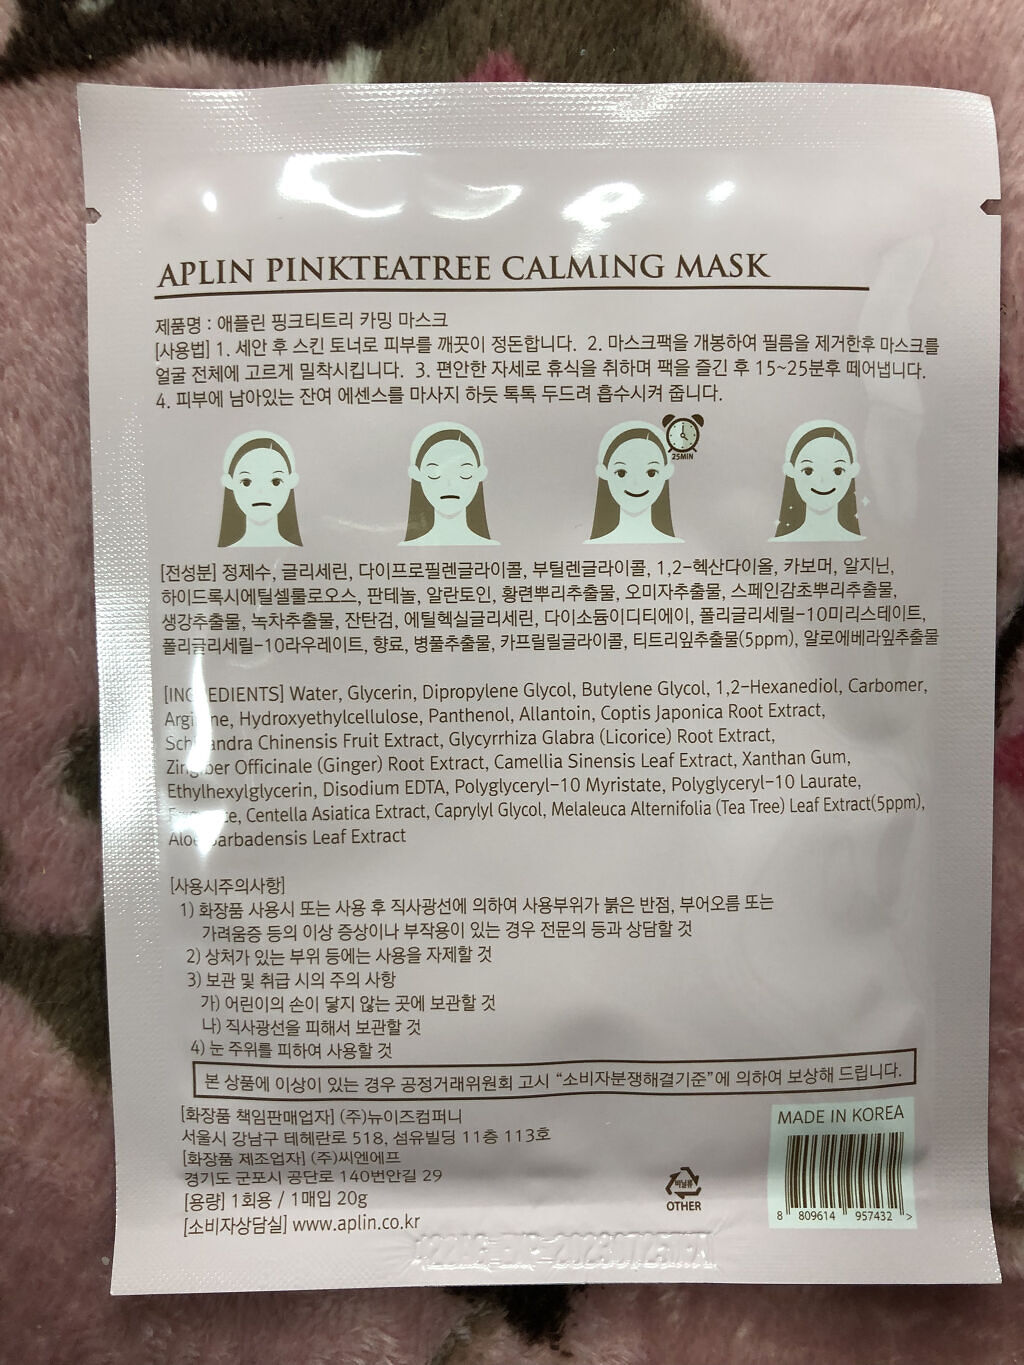 APLIN PINKTEATREE CALMING MASK
제품명 : 애플린 핑크티트리 카밍 마스크
[사용법] 1. 세안 후 스킨 토너로 피부를 깨끗이 정돈합니다. 2. 마스크팩을 개봉하여 필름을 제거한후 마스크를
얼굴 전체에 고르게 밀착시킵니다. 3. 편안한 자세로 휴식을 취하며 팩을 즐긴 후 15~25분후 떼어냅니다.
4. 피부에 남아있는 잔여 에센스를 마사지 하듯 톡톡 두드려 흡수시켜 줍니다.
25MIN
[전성분] 정제수, 글리세린, 다이프로필렌글라이콜, 부틸렌글라이콜, 1,2-헥산다이올, 카보머, 알지닌,
하이드록시에틸셀룰로오스, 판테놀, 알란토인, 황련뿌리추출물, 오미자추출물, 스페인감초뿌리추출물,
생강추출물, 녹차추출물, 잔탄검, 에틸헥실글리세린, 다이소듐이디티에이, 폴리글리세릴-10미리스테이트,
폴리글리세릴-10라우레이트, 향료, 병풀추출물, 카프릴릴글라이콜, 티트리잎추출물(5ppm), 알로에베라잎추출물
[INGREDIENTS] Water, Glycerin, Dipropylene Glycol, Butylene Glycol, 1,2-Hexanediol, Carbomer,
Arginine, Hydroxyethylcellulose, Panthenol, Allantoin, Coptis Japonica Root Extract,
Schisandra Chinensis Fruit Extract, Glycyrrhiza Glabra (Licorice) Root Extract,
Zingiber Officinale (Ginger) Root Extract, Camellia Sinensis Leaf Extract, Xanthan Gum,
Ethylhexylglycerin, Disodium EDTA, Polyglyceryl-10 Myristate, Polyglyceryl-10 Laurate,
Centella Asiatica Extract, Caprylyl Glycol, Melaleuca Alternifolia (Tea Tree) Leaf Extract(5ppm),
Aloe Barbadensis Leaf Extract
[사용시주의사항]
1) 화장품 사용시 또는 사용 후 직사광선에 의하여 사용부위가 붉은 반점, 부어오름 또는
가려움증 등의 이상 증상이나 부작용이 있는 경우 전문의 등과 상담할 것
2) 상처가 있는 부위 등에는 사용을 자제할 것
3) 보관 및 취급 시의 주의 사항
가) 어린이의 손이 닿지 않는 곳에 보관할 것
나) 직사광선을 피해서 보관할 것
4) 눈 주위를 피하여 사용할 것
본 상품에 이상이 있는 경우 공정거래위원회 고시 “소비자분쟁해결기준”에 의하여 보상해 드립니다.
[화장품 책임판매업자] (주)뉴이즈컴퍼니
서울시 강남구 테헤란로 518, 섬유빌딩 11층 113호
[화장품 제조업자] (주)씨엔에프
경기도 군포시 공단로 140번안길 29
[용량] 1회용 / 1매입 20g
[소비자상담실] www.aplin.co.kr
비닐류
OTHER
MADE IN KOREA
8 809614 957432 >